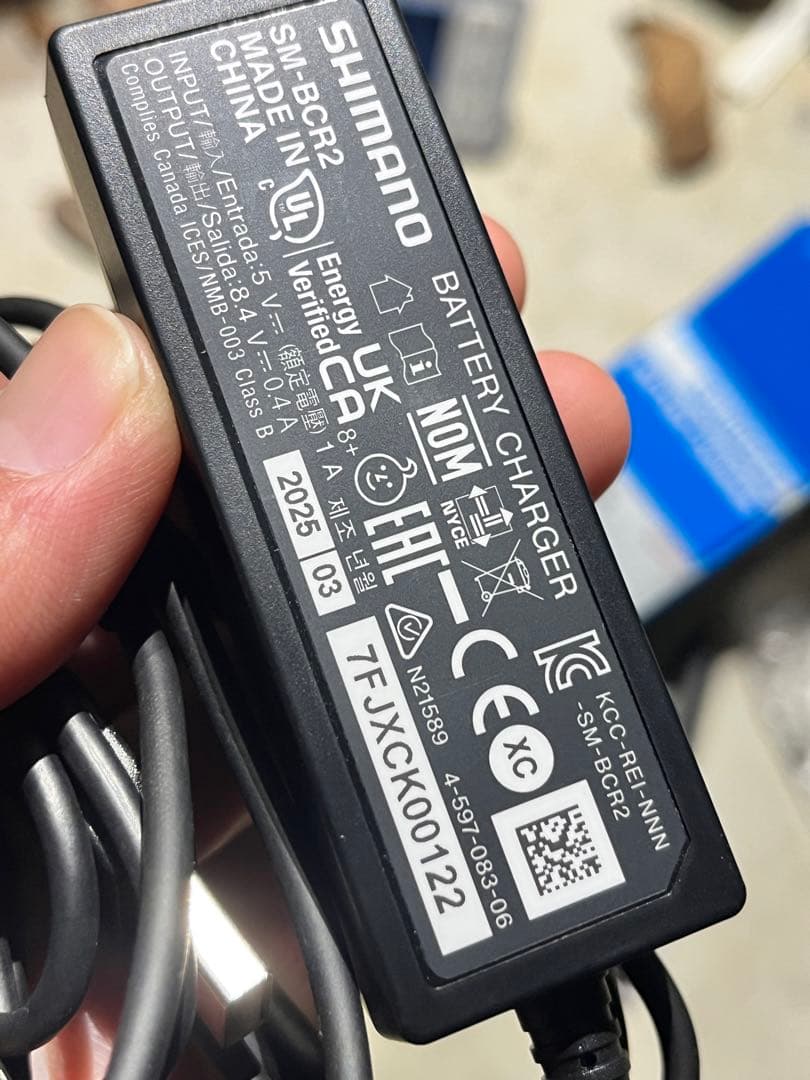 SHIMANO
BATTERY CHARGER
SM-BCR2
MADE IN
CHINA
C UL
Energy
Verified
UK
CA
i
NOM
NYCE
INPUT/輸入/Entrada:5 V⎓ (額定電壓) 1 A
OUTPUT/輸出/Salida:8.4 V⎓ 0.4 A
Complies Canada ICES/NMB-003 Class B
8+
EAC
제조 년월
2025 03
N21589
CE
XC
KCC-REI-NNN
-SM-BCR2
7FJXCK00122
4-597-083-06